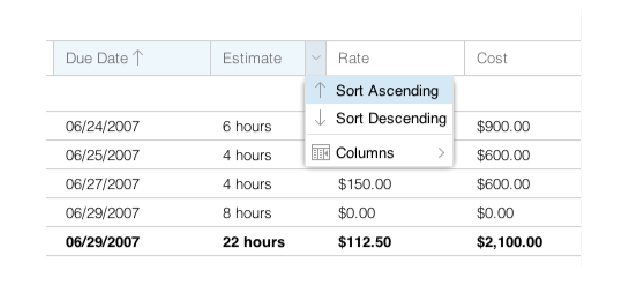 Due Date ↑ Estimate Rate Cost
Sort Ascending
Sort Descending
Columns
06/24/2007 6 hours $900.00
06/25/2007 4 hours $600.00
06/27/2007 4 hours $150.00 $600.00
06/29/2007 8 hours $0.00 $0.00
06/29/2007 22 hours $112.50 $2,100.00